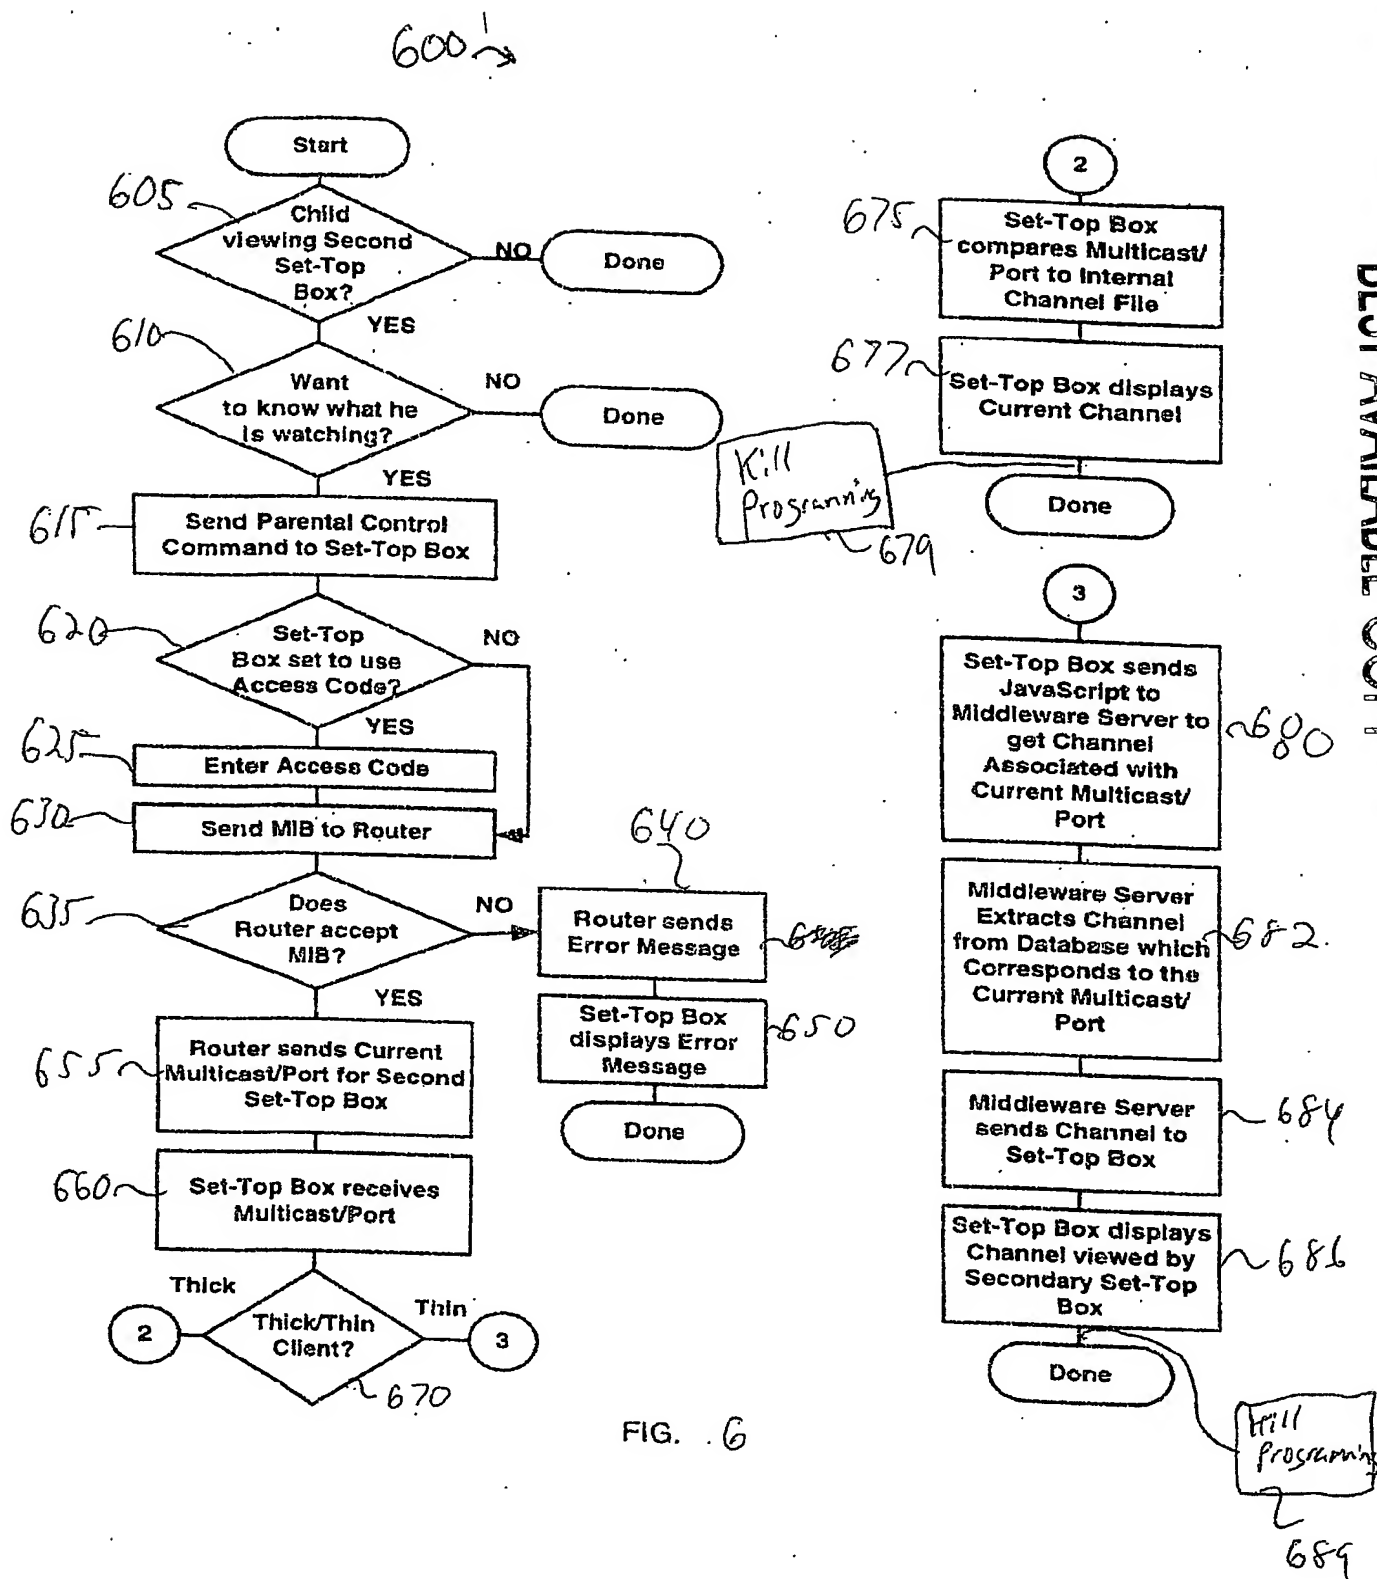 600'
Start
605
Child
viewing Second
Set-Top
Box?
NO
Done
YES
610
Want
to know what he
is watching?
NO
Done
YES
615
Send Parental Control
Command to Set-Top Box
620
Set-Top
Box set to use
Access Code?
NO
YES
625
Enter Access Code
630
Send MIB to Router
635
Does
Router accept
MIB?
NO
640
Router sends
Error Message
Set-Top Box
displays Error
Message
650
Done
YES
655
Router sends Current
Multicast/Port for Second
Set-Top Box
660
Set-Top Box receives
Multicast/Port
Thick
2
Thick/Thin
Client?
Thin
3
670
2
675
Set-Top Box
compares Multicast/
Port to Internal
Channel File
677
Set-Top Box displays
Current Channel
Kill
Programming
679
Done
3
Set-Top Box sends
JavaScript to
Middleware Server to
get Channel
Associated with
Current Multicast/
Port
680
Middleware Server
Extracts Channel
from Database which
Corresponds to the
Current Multicast/
Port
682.
Middleware Server
sends Channel to
Set-Top Box
684
Set-Top Box displays
Channel viewed by
Secondary Set-Top
Box
686
Done
Kill
Programming
689
FIG. 6
BEST AVAILABLE COPY